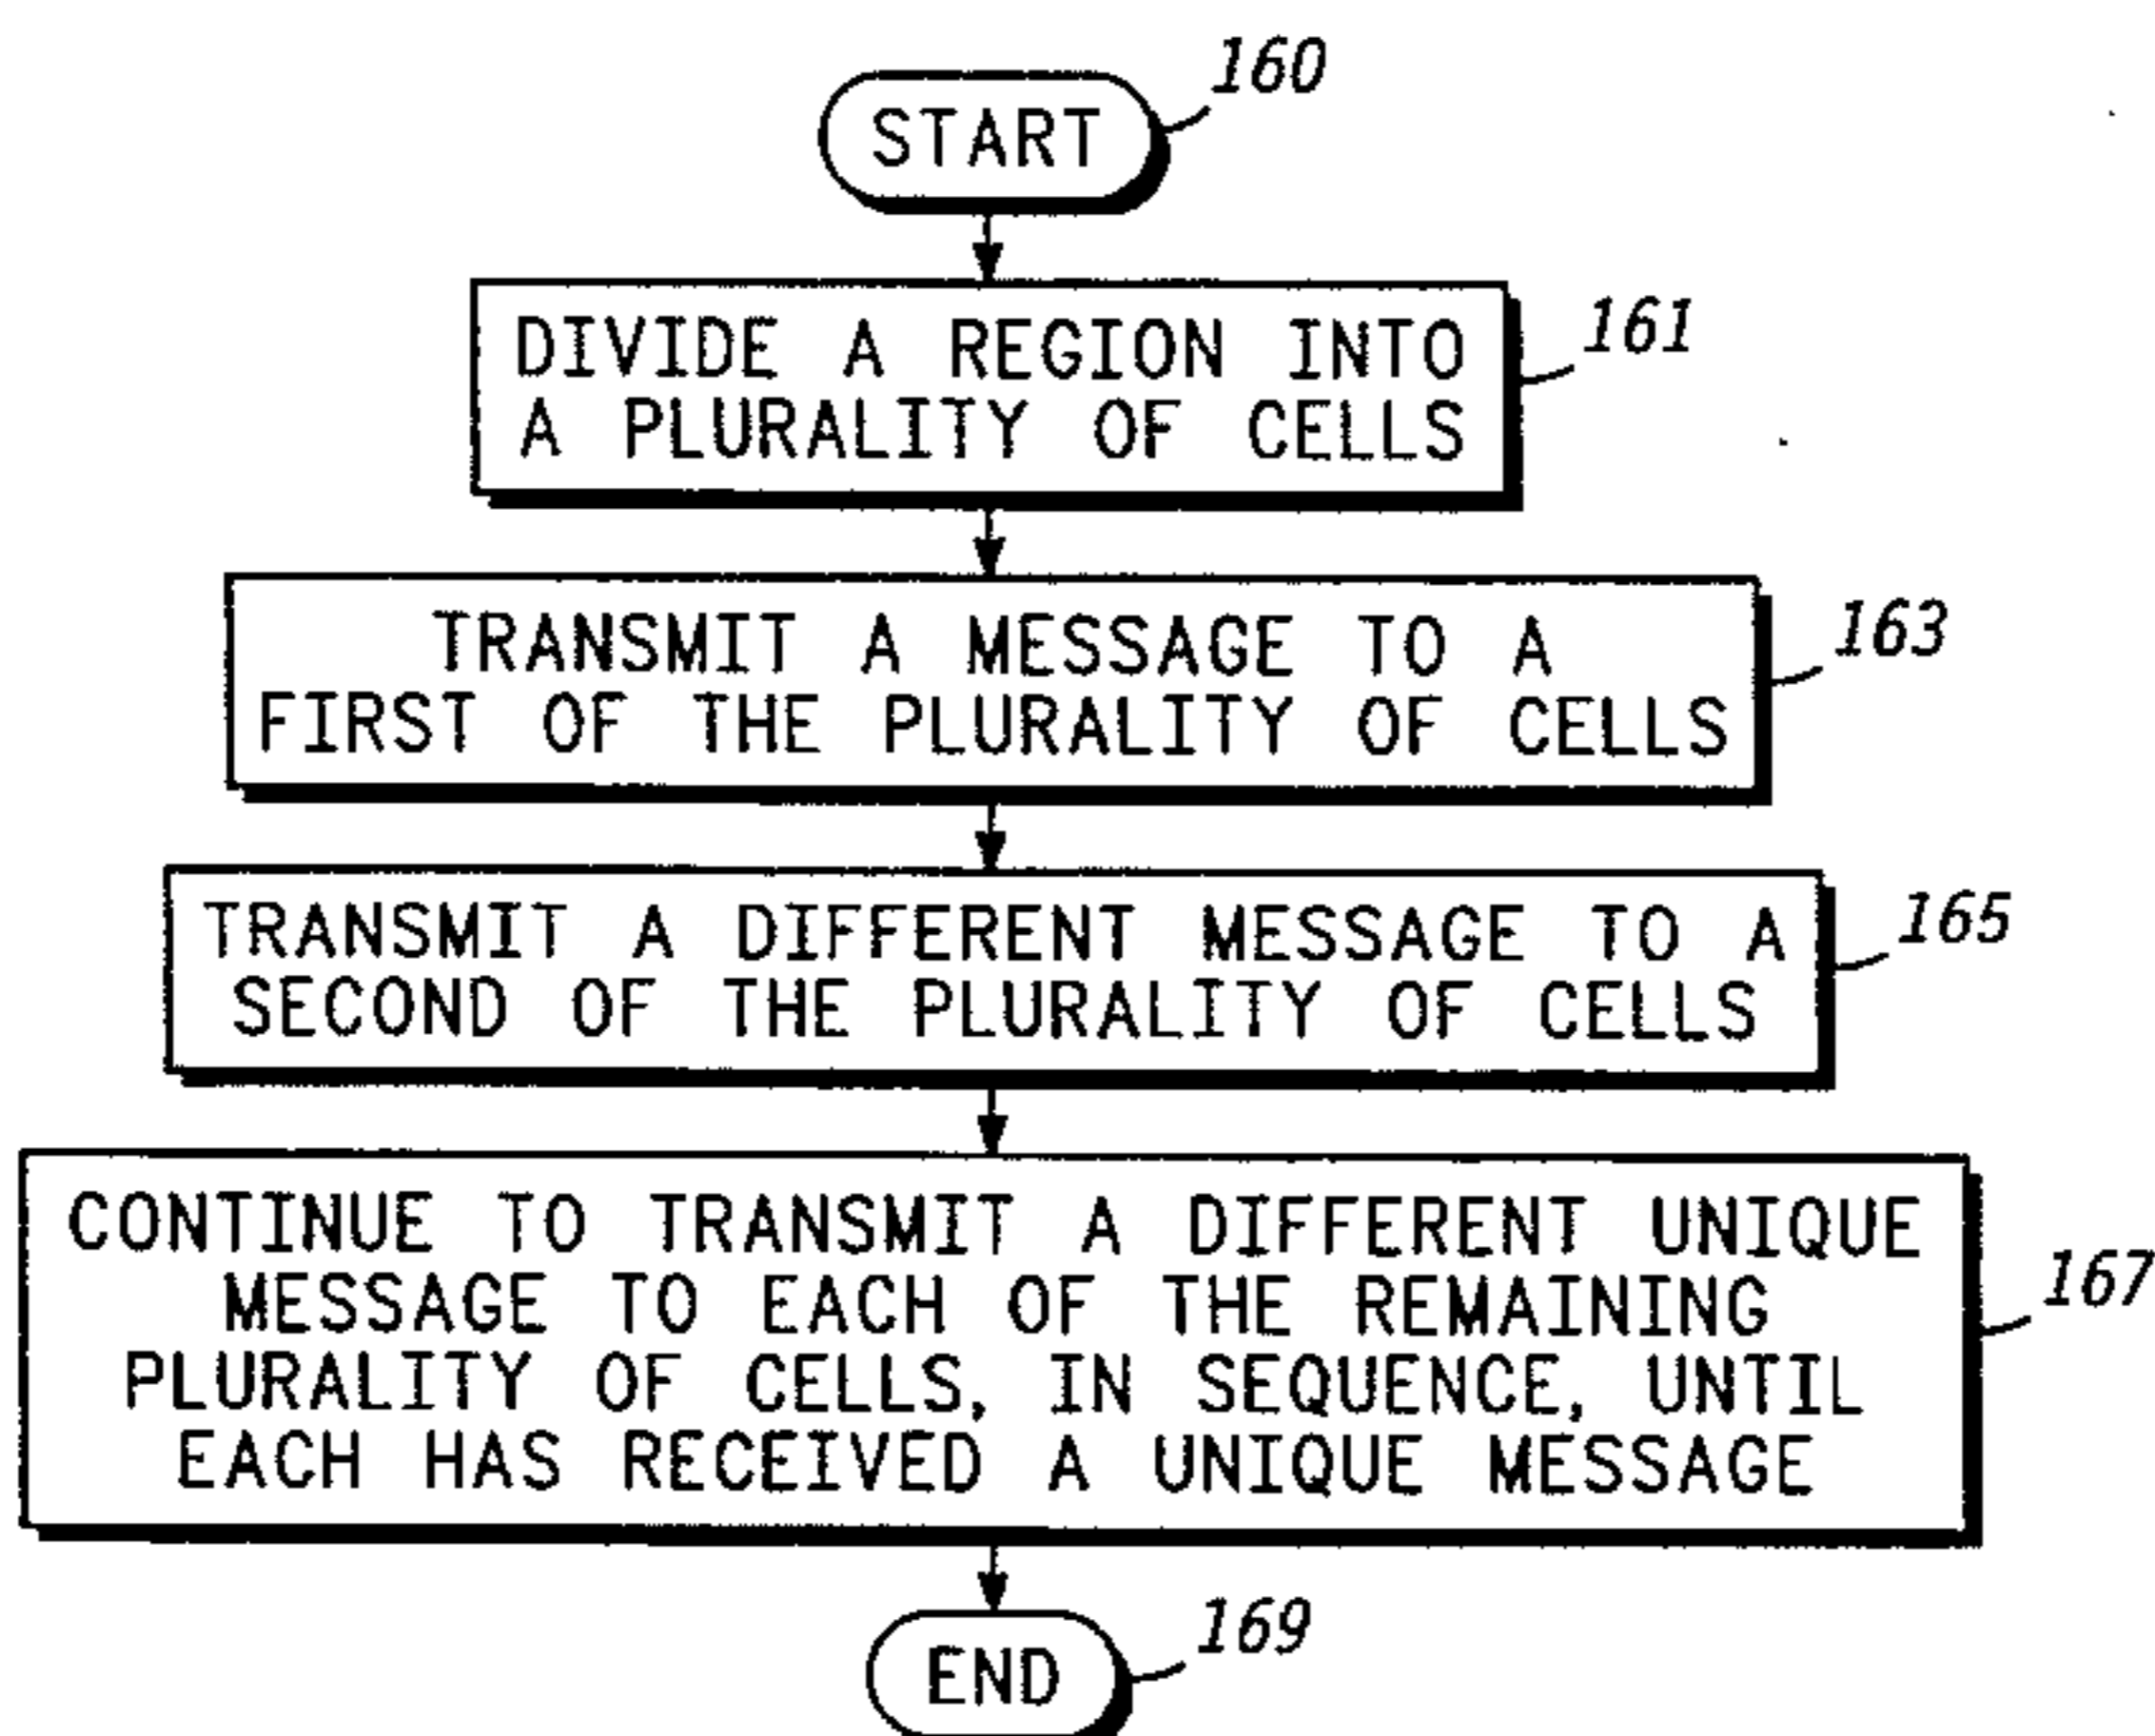 START
160
DIVIDE A REGION INTO
A PLURALITY OF CELLS
161
TRANSMIT A MESSAGE TO A
FIRST OF THE PLURALITY OF CELLS
163
TRANSMIT A DIFFERENT MESSAGE TO A
SECOND OF THE PLURALITY OF CELLS
165
CONTINUE TO TRANSMIT A DIFFERENT UNIQUE
MESSAGE TO EACH OF THE REMAINING
PLURALITY OF CELLS, IN SEQUENCE, UNTIL
EACH HAS RECEIVED A UNIQUE MESSAGE
167
END
169